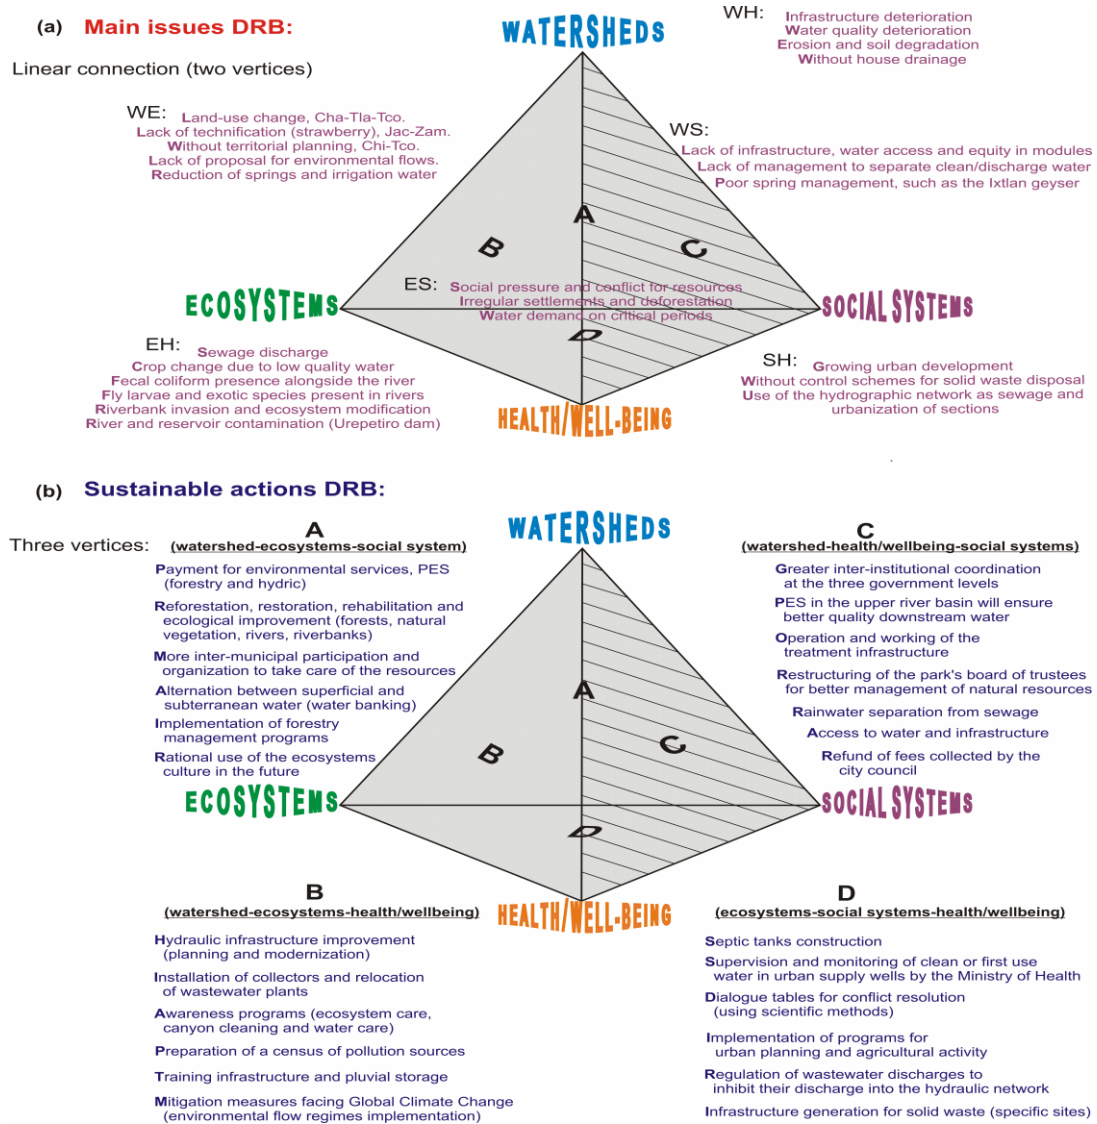 (a) Main issues DRB:
Linear connection (two vertices)
WATERSHEDS
WH: Infrastructure deterioration
Water quality deterioration
Erosion and soil degradation
Without house drainage
WE: Land-use change, Cha-Tla-Tco.
Lack of technification (strawberry), Jac-Zam.
Without territorial planning, Chi-Tco.
Lack of proposal for environmental flows.
Reduction of springs and irrigation water
WS:
Lack of infrastructure, water access and equity in modules
Lack of management to separate clean/discharge water
Poor spring management, such as the Ixtlan geyser
A
B
C
ES: Social pressure and conflict for resources
Irregular settlements and deforestation
Water demand on critical periods
ECOSYSTEMS
SOCIAL SYSTEMS
D
EH: Sewage discharge
Crop change due to low quality water
Fecal coliform presence alongside the river
Fly larvae and exotic species present in rivers
Riverbank invasion and ecosystem modification
River and reservoir contamination (Urepetiro dam)
SH: Growing urban development
Without control schemes for solid waste disposal
Use of the hydrographic network as sewage and
urbanization of sections
HEALTH/WELL-BEING
(b) Sustainable actions DRB:
Three vertices:
A
(watershed-ecosystems-social system)
Payment for environmental services, PES
(forestry and hydric)
Reforestation, restoration, rehabilitation and
ecological improvement (forests, natural
vegetation, rivers, riverbanks)
More inter-municipal participation and
organization to take care of the resources
Alternation between superficial and
subterranean water (water banking)
Implementation of forestry
management programs
Rational use of the ecosystems
culture in the future
WATERSHEDS
C
(watershed-health/wellbeing-social systems)
Greater inter-institutional coordination
at the three government levels
PES in the upper river basin will ensure
better quality downstream water
Operation and working of the
treatment infrastructure
Restructuring of the park's board of trustees
for better management of natural resources
Rainwater separation from sewage
Access to water and infrastructure
Refund of fees collected by the
city council
A
B
C
ECOSYSTEMS
SOCIAL SYSTEMS
D
HEALTH/WELL-BEING
B
(watershed-ecosystems-health/wellbeing)
Hydraulic infrastructure improvement
(planning and modernization)
Installation of collectors and relocation
of wastewater plants
Awareness programs (ecosystem care,
canyon cleaning and water care)
Preparation of a census of pollution sources
Training infrastructure and pluvial storage
Mitigation measures facing Global Climate Change
(environmental flow regimes implementation)
D
(ecosystems-social systems-health/wellbeing)
Septic tanks construction
Supervision and monitoring of clean or first use
water in urban supply wells by the Ministry of Health
Dialogue tables for conflict resolution
(using scientific methods)
Implementation of programs for
urban planning and agricultural activity
Regulation of wastewater discharges to
inhibit their discharge into the hydraulic network
Infrastructure generation for solid waste (specific sites)